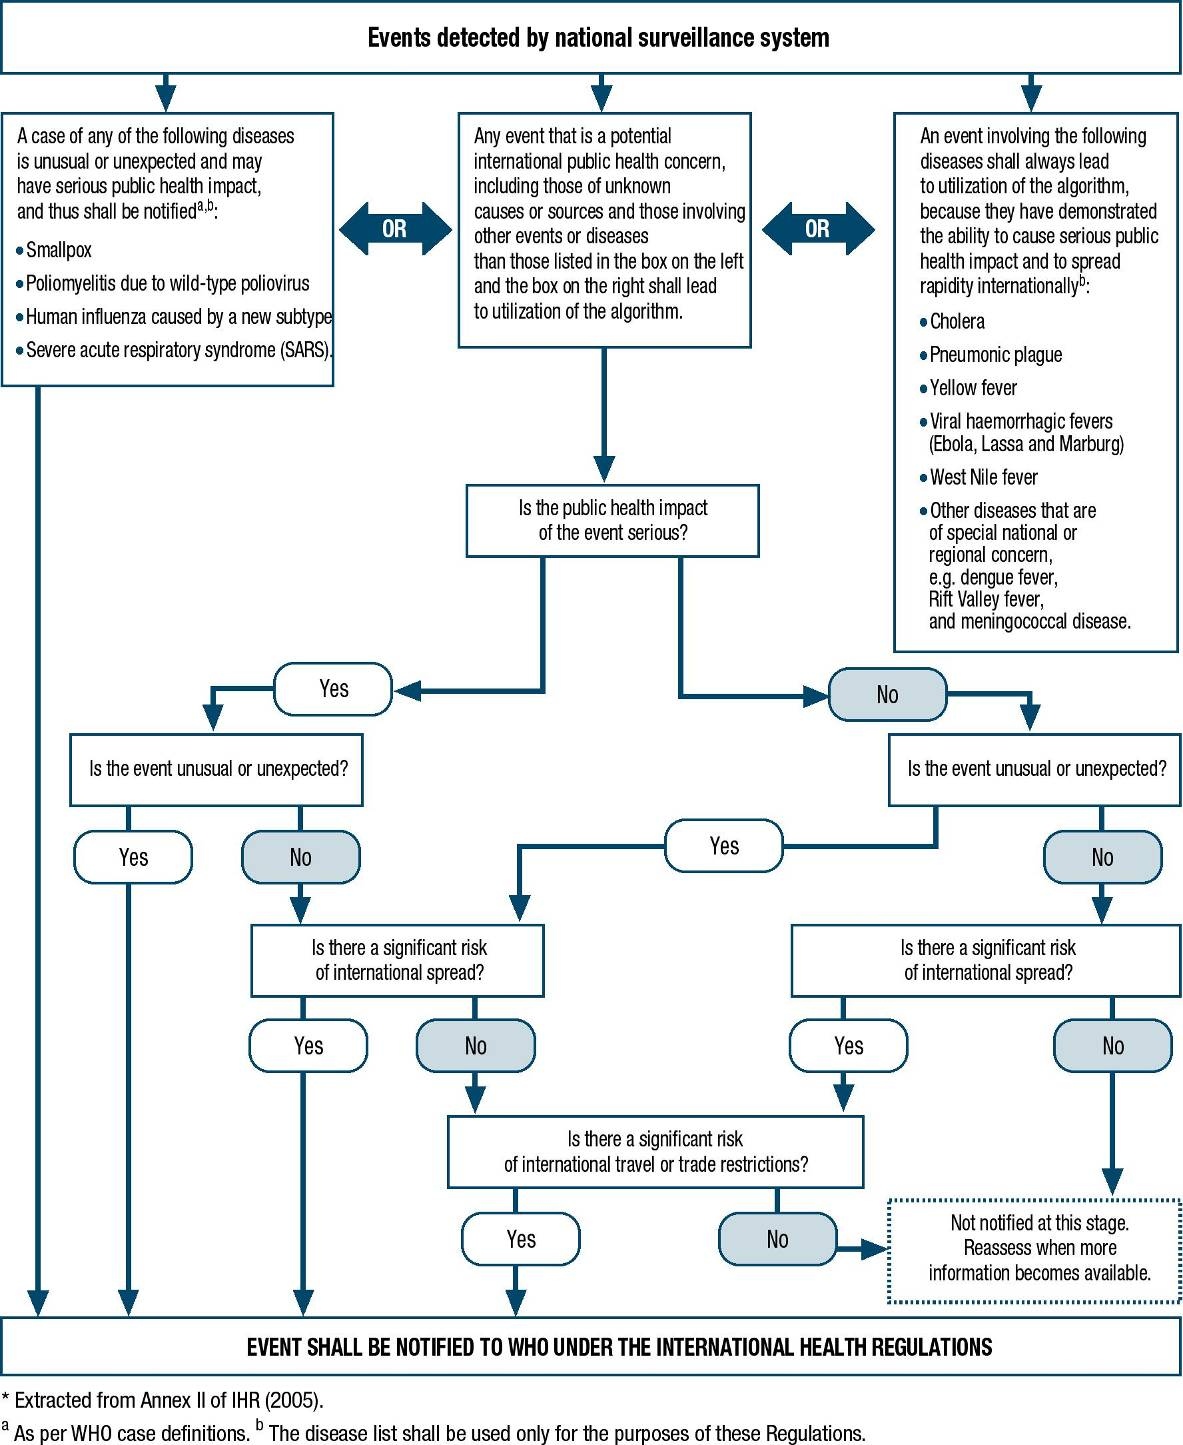 Events detected by national surveillance system
A case of any of the following diseases
is unusual or unexpected and may
have serious public health impact,
and thus shall be notifieda,b:
• Smallpox
• Poliomyelitis due to wild-type poliovirus
• Human influenza caused by a new subtype
• Severe acute respiratory syndrome (SARS).
OR
Any event that is a potential
international public health concern,
including those of unknown
causes or sources and those involving
other events or diseases
than those listed in the box on the left
and the box on the right shall lead
to utilization of the algorithm.
OR
An event involving the following
diseases shall always lead
to utilization of the algorithm,
because they have demonstrated
the ability to cause serious public
health impact and to spread
rapidity internationallyb:
• Cholera
• Pneumonic plague
• Yellow fever
• Viral haemorrhagic fevers
(Ebola, Lassa and Marburg)
• West Nile fever
• Other diseases that are
of special national or
regional concern,
e.g. dengue fever,
Rift Valley fever,
and meningococcal disease.
Is the public health impact
of the event serious?
Yes
No
Is the event unusual or unexpected?
Is the event unusual or unexpected?
Yes
No
Yes
No
Is there a significant risk
of international spread?
Is there a significant risk
of international spread?
Yes
No
Yes
No
Is there a significant risk
of international travel or trade restrictions?
Yes
No
Not notified at this stage.
Reassess when more
information becomes available.
EVENT SHALL BE NOTIFIED TO WHO UNDER THE INTERNATIONAL HEALTH REGULATIONS
* Extracted from Annex II of IHR (2005).
a As per WHO case definitions. b The disease list shall be used only for the purposes of these Regulations.